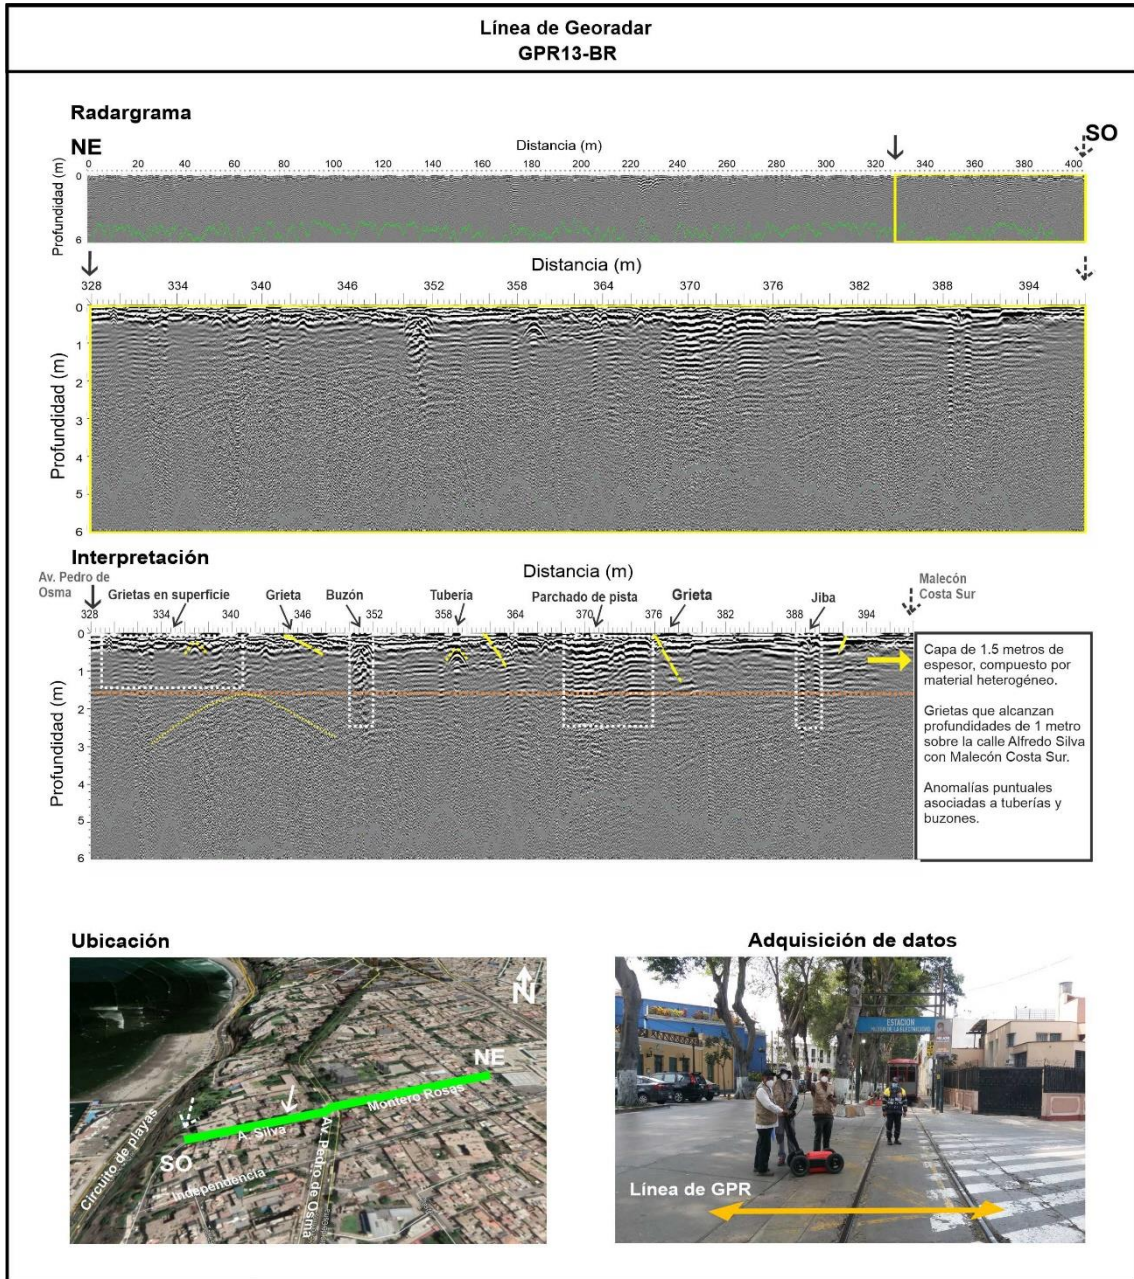 Línea de Georadar
GPR13-BR
Radargrama
NE
SO
Distancia (m)
0 20 40 60 80 100 120 140 160 180 200 220 240 260 280 300 320 340 360 380 400
Profundidad (m)
0
6
Distancia (m)
328 334 340 346 352 358 364 370 376 382 388 394
Profundidad (m)
0
1
2
3
4
5
6
Interpretación
Distancia (m)
Av. Pedro de
Osma
Malecón
Costa Sur
Grietas en superficie
Grieta
Buzón
Tubería
Parchado de pista
Grieta
Jiba
328 334 340 346 352 358 364 370 376 382 388 394
Profundidad (m)
0
1
2
3
4
5
6
Capa de 1.5 metros de
espesor, compuesto por
material heterogéneo.
Grietas que alcanzan
profundidades de 1 metro
sobre la calle Alfredo Silva
con Malecón Costa Sur.
Anomalías puntuales
asociadas a tuberías y
buzones.
Ubicación
N
NE
Montero Rosas
A. Silva
SO
Independencia
Circuito de playas
Av. Pedro de Osma
Adquisición de datos
ESTACIÓN
Línea de GPR